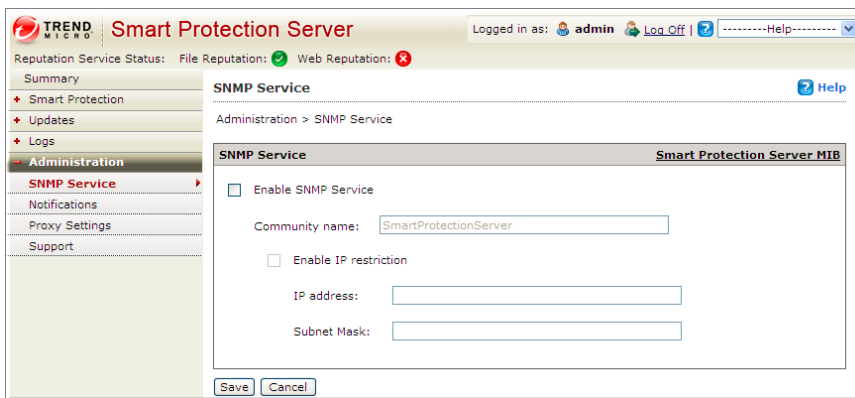 TREND MICRO Smart Protection Server Logged in as: admin Log Off | ---------Help---------
Reputation Service Status: File Reputation: Web Reputation:
Summary
+ Smart Protection
+ Updates
+ Logs
- Administration
SNMP Service
Notifications
Proxy Settings
Support
SNMP Service ? Help
Administration > SNMP Service
SNMP Service Smart Protection Server MIB
Enable SNMP Service
Community name: SmartProtectionServer
Enable IP restriction
IP address:
Subnet Mask:
Save Cancel